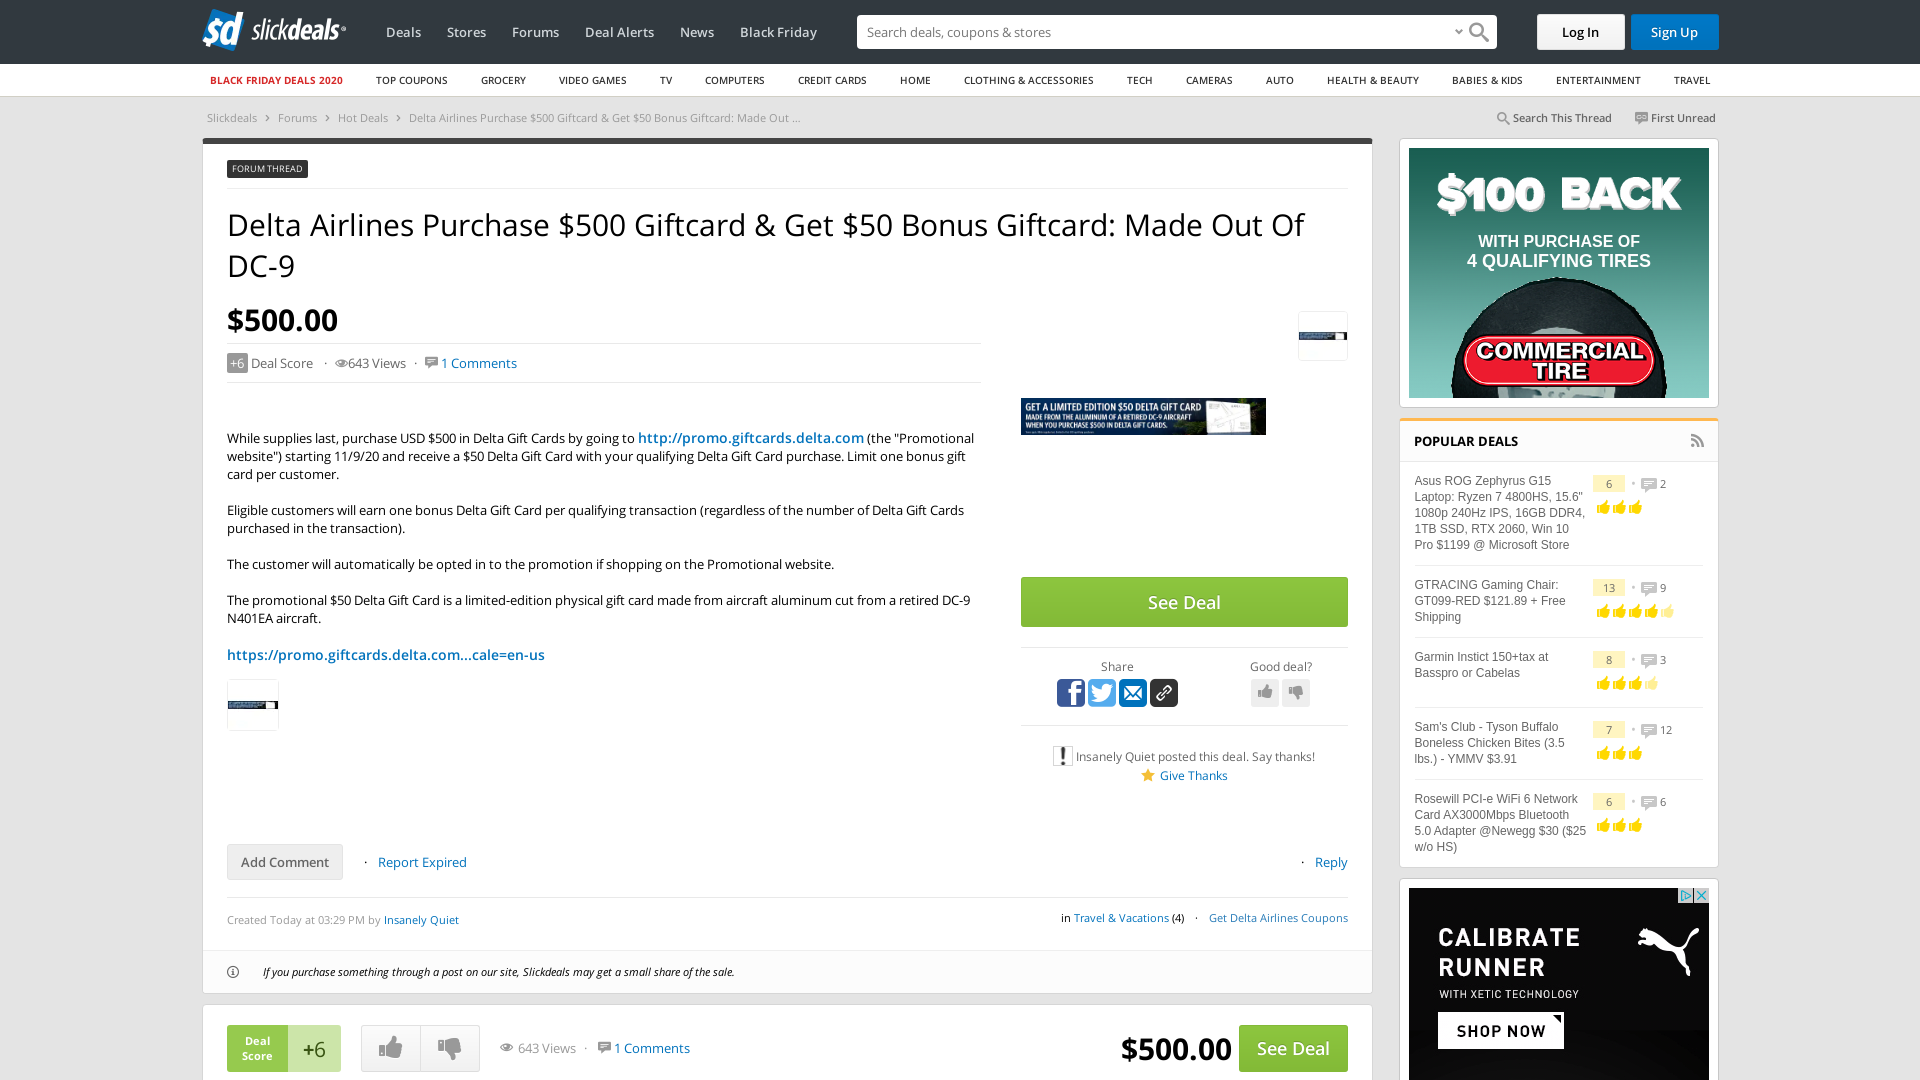 slickdeals
Deals
Stores
Forums
Deal Alerts
News
Black Friday
Search deals, coupons & stores
Log In
Sign Up
BLACK FRIDAY DEALS 2020
TOP COUPONS
GROCERY
VIDEO GAMES
TV
COMPUTERS
CREDIT CARDS
HOME
CLOTHING & ACCESSORIES
TECH
CAMERAS
AUTO
HEALTH & BEAUTY
BABIES & KIDS
ENTERTAINMENT
TRAVEL
Slickdeals › Forums › Hot Deals › Delta Airlines Purchase $500 Giftcard & Get $50 Bonus Giftcard: Made Out ...
Search This Thread
First Unread
FORUM THREAD
Delta Airlines Purchase $500 Giftcard & Get $50 Bonus Giftcard: Made Out Of
DC-9
$500.00
+6 Deal Score · 643 Views · 1 Comments
While supplies last, purchase USD $500 in Delta Gift Cards by going to http://promo.giftcards.delta.com (the "Promotional
website") starting 11/9/20 and receive a $50 Delta Gift Card with your qualifying Delta Gift Card purchase. Limit one bonus gift
card per customer.
Eligible customers will earn one bonus Delta Gift Card per qualifying transaction (regardless of the number of Delta Gift Cards
purchased in the transaction).
The customer will automatically be opted in to the promotion if shopping on the Promotional website.
The promotional $50 Delta Gift Card is a limited-edition physical gift card made from aircraft aluminum cut from a retired DC-9
N401EA aircraft.
https://promo.giftcards.delta.com...cale=en-us
GET A LIMITED EDITION $50 DELTA GIFT CARD
MADE FROM THE ALUMINUM OF A RETIRED DC-9 AIRCRAFT
WHEN YOU PURCHASE $500 IN DELTA GIFT CARDS.
See Deal
Share
Good deal?
Insanely Quiet posted this deal. Say thanks!
Give Thanks
Add Comment
· Report Expired
· Reply
Created Today at 03:29 PM by Insanely Quiet
in Travel & Vacations (4) · Get Delta Airlines Coupons
If you purchase something through a post on our site, Slickdeals may get a small share of the sale.
Deal
Score
+6
643 Views · 1 Comments
$500.00
See Deal
$100 BACK
WITH PURCHASE OF
4 QUALIFYING TIRES
COMMERCIAL
TIRE
POPULAR DEALS
Asus ROG Zephyrus G15
Laptop: Ryzen 7 4800HS, 15.6"
1080p 240Hz IPS, 16GB DDR4,
1TB SSD, RTX 2060, Win 10
Pro $1199 @ Microsoft Store
6 · 2
GTRACING Gaming Chair:
GT099-RED $121.89 + Free
Shipping
13 · 9
Garmin Instict 150+tax at
Basspro or Cabelas
8 · 3
Sam's Club - Tyson Buffalo
Boneless Chicken Bites (3.5
lbs.) - YMMV $3.91
7 · 12
Rosewill PCI-e WiFi 6 Network
Card AX3000Mbps Bluetooth
5.0 Adapter @Newegg $30 ($25
w/o HS)
6 · 6
CALIBRATE
RUNNER
WITH XETIC TECHNOLOGY
SHOP NOW